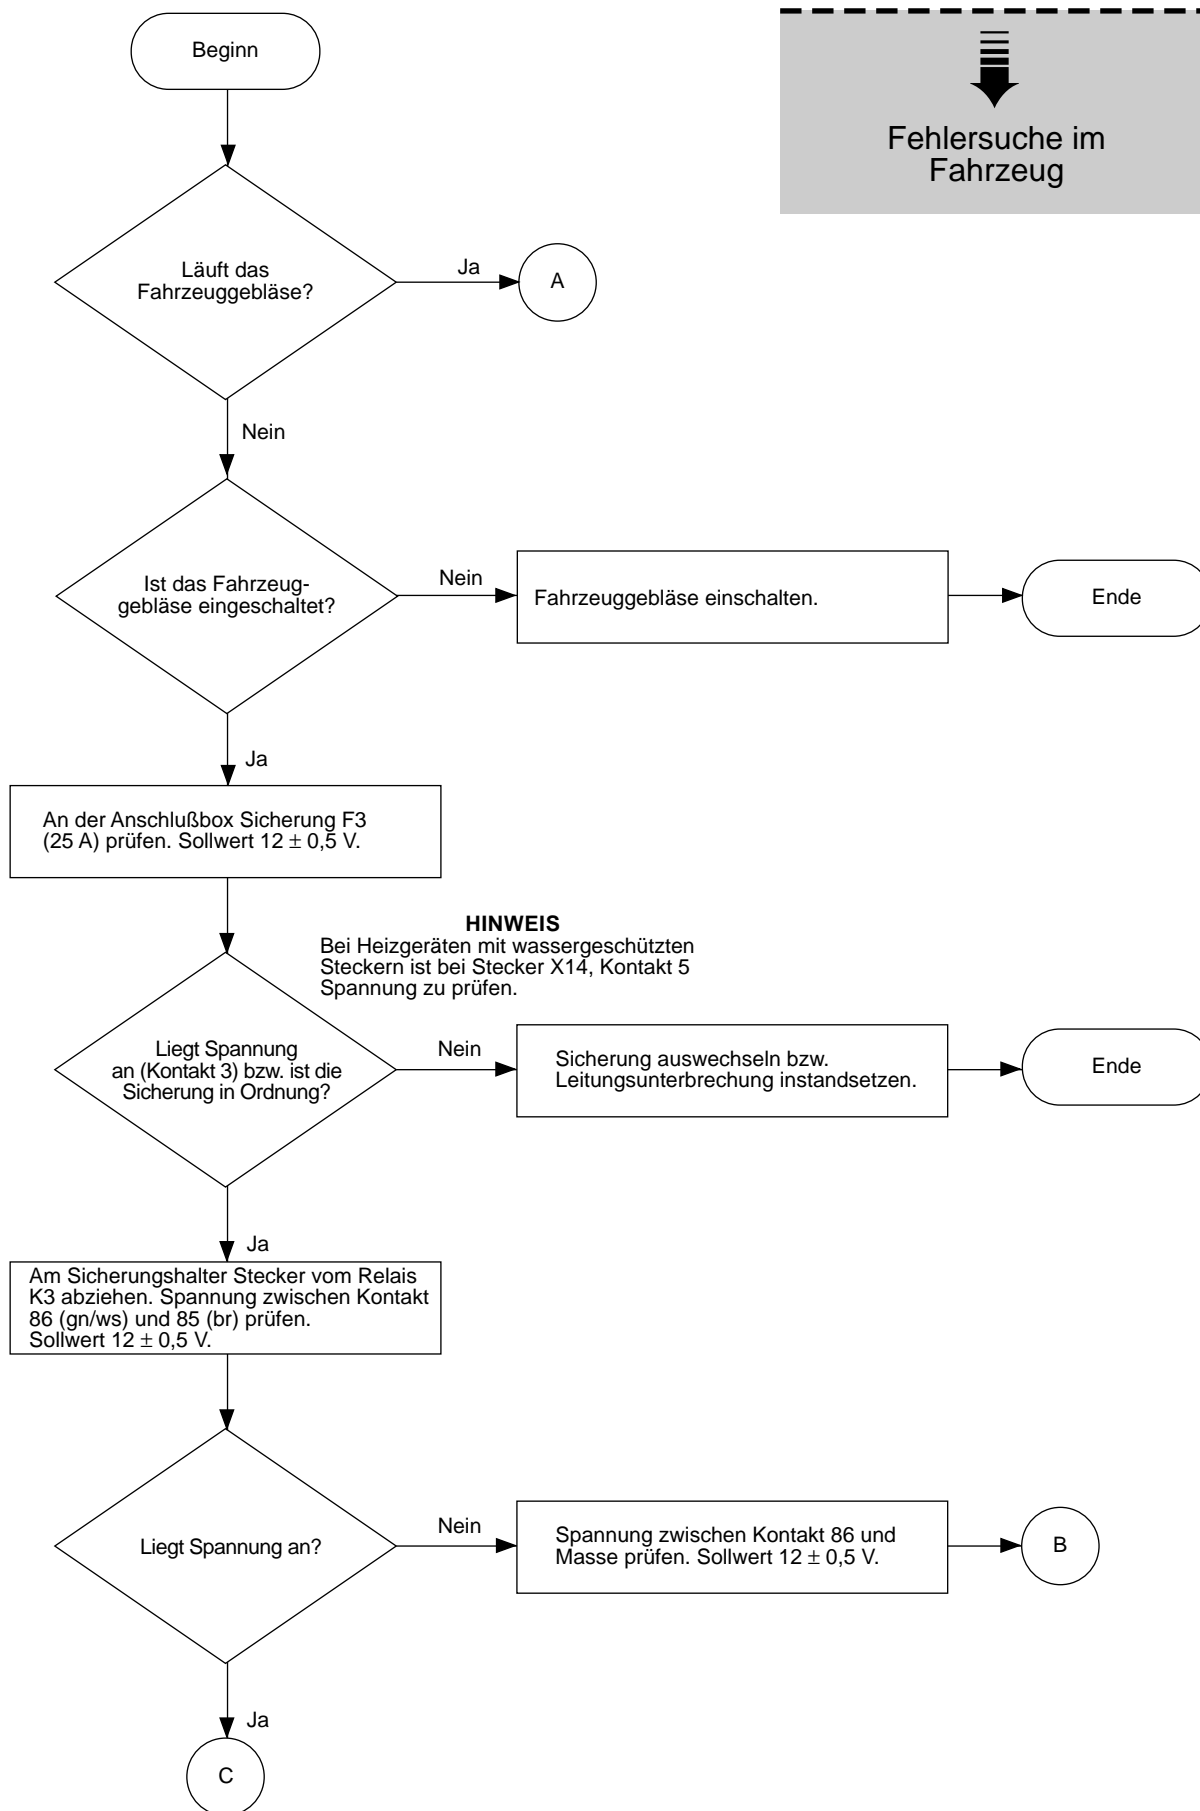 Beginn
Fehlersuche im
Fahrzeug
Läuft das
Fahrzeuggebläse?
Ja
A
Nein
Ist das Fahrzeug-
gebläse eingeschaltet?
Nein
Fahrzeuggebläse einschalten.
Ende
Ja
An der Anschlußbox Sicherung F3
(25 A) prüfen. Sollwert 12 ± 0,5 V.
HINWEIS
Bei Heizgeräten mit wassergeschützten
Steckern ist bei Stecker X14, Kontakt 5
Spannung zu prüfen.
Liegt Spannung
an (Kontakt 3) bzw. ist die
Sicherung in Ordnung?
Nein
Sicherung auswechseln bzw.
Leitungsunterbrechung instandsetzen.
Ende
Ja
Am Sicherungshalter Stecker vom Relais
K3 abziehen. Spannung zwischen Kontakt
86 (gn/ws) und 85 (br) prüfen.
Sollwert 12 ± 0,5 V.
Liegt Spannung an?
Nein
Spannung zwischen Kontakt 86 und
Masse prüfen. Sollwert 12 ± 0,5 V.
B
Ja
C